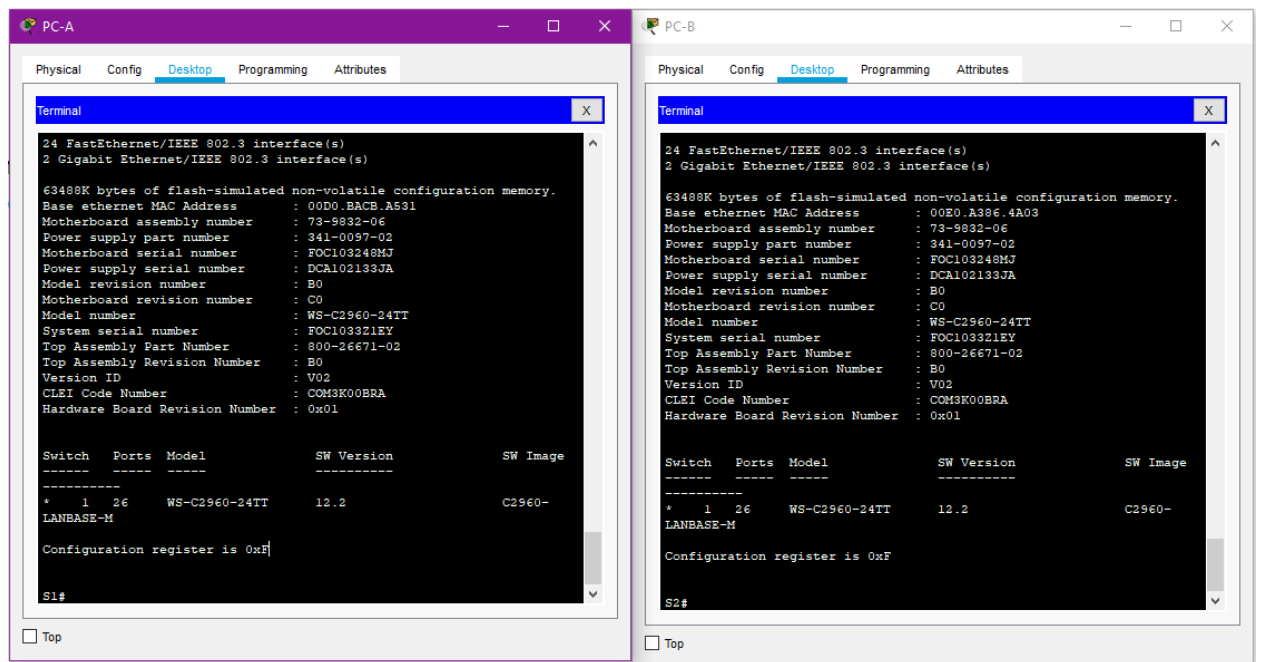 PC-A
Physical Config Desktop Programming Attributes
Terminal X
24 FastEthernet/IEEE 802.3 interface(s)
2 Gigabit Ethernet/IEEE 802.3 interface(s)
63488K bytes of flash-simulated non-volatile configuration memory.
Base ethernet MAC Address : 00D0.BACB.A531
Motherboard assembly number : 73-9832-06
Power supply part number : 341-0097-02
Motherboard serial number : FOC103248MJ
Power supply serial number : DCA102133JA
Model revision number : B0
Motherboard revision number : C0
Model number : WS-C2960-24TT
System serial number : FOC1033Z1EY
Top Assembly Part Number : 800-26671-02
Top Assembly Revision Number : B0
Version ID : V02
CLEI Code Number : COM3K00BRA
Hardware Board Revision Number : 0x01
Switch Ports Model SW Version SW Image
------ ----- ----- ---------- 
----------
* 1 26 WS-C2960-24TT 12.2 C2960-
LANBASE-M
Configuration register is 0xF
S1#
Top
PC-B
Physical Config Desktop Programming Attributes
Terminal X
24 FastEthernet/IEEE 802.3 interface(s)
2 Gigabit Ethernet/IEEE 802.3 interface(s)
63488K bytes of flash-simulated non-volatile configuration memory.
Base ethernet MAC Address : 00E0.A386.4A03
Motherboard assembly number : 73-9832-06
Power supply part number : 341-0097-02
Motherboard serial number : FOC103248MJ
Power supply serial number : DCA102133JA
Model revision number : B0
Motherboard revision number : C0
Model number : WS-C2960-24TT
System serial number : FOC1033Z1EY
Top Assembly Part Number : 800-26671-02
Top Assembly Revision Number : B0
Version ID : V02
CLEI Code Number : COM3K00BRA
Hardware Board Revision Number : 0x01
Switch Ports Model SW Version SW Image
------ ----- ----- ----------
----------
* 1 26 WS-C2960-24TT 12.2 C2960-
LANBASE-M
Configuration register is 0xF
S2#
Top